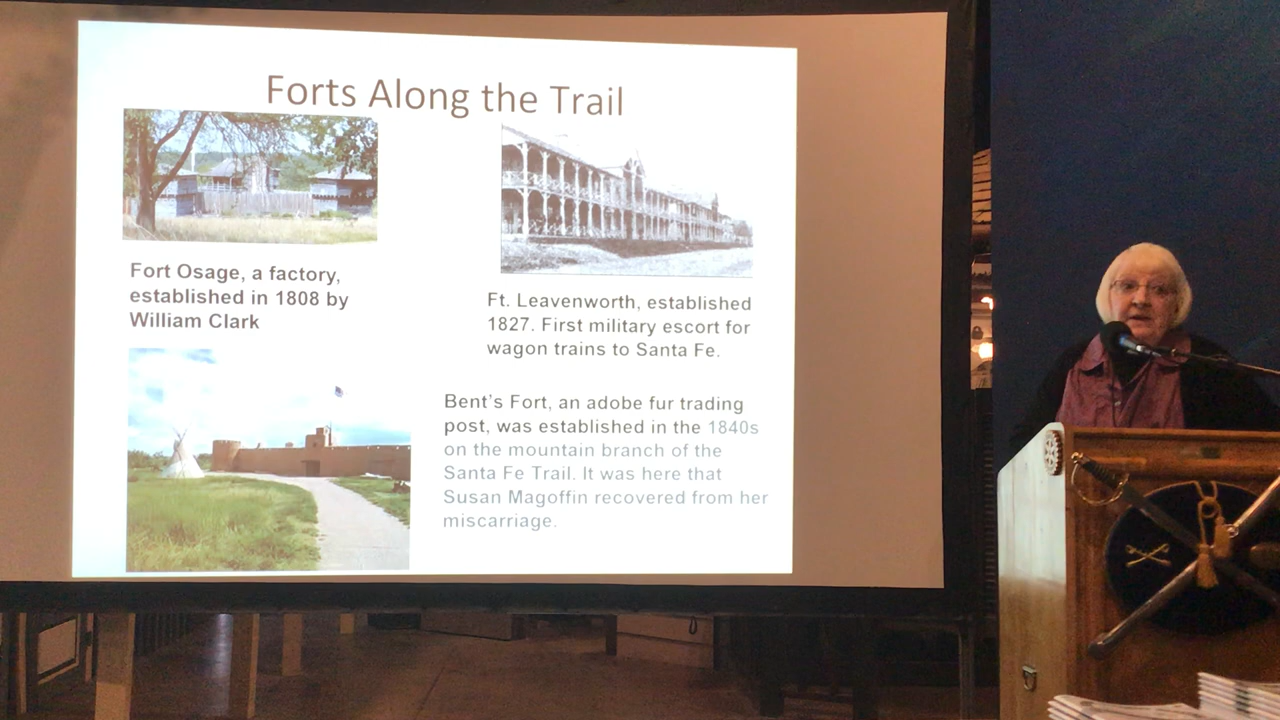 Forts Along the Trail
Fort Osage, a factory,
established in 1808 by
William Clark
Ft. Leavenworth, established
1827. First military escort for
wagon trains to Santa Fe.
Bent's Fort, an adobe fur trading
post, was established in the 1840s
on the mountain branch of the
Santa Fe Trail. It was here that
Susan Magoffin recovered from her
miscarriage.